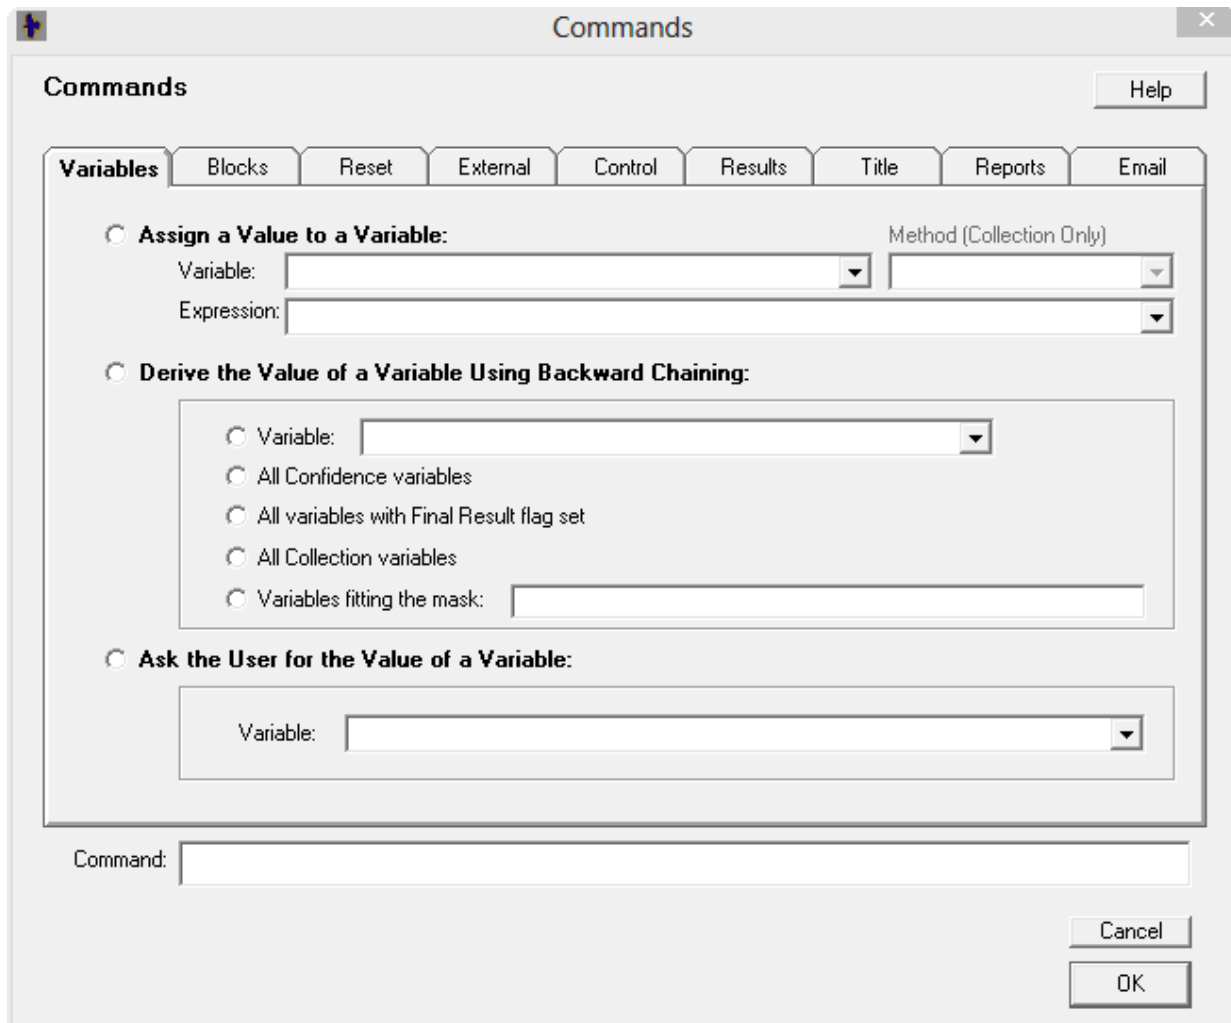 Commands
Commands
Help
Variables Blocks Reset External Control Results Title Reports Email
Assign a Value to a Variable: Method (Collection Only)
Variable:
Expression:
Derive the Value of a Variable Using Backward Chaining:
Variable:
All Confidence variables
All variables with Final Result flag set
All Collection variables
Variables fitting the mask:
Ask the User for the Value of a Variable:
Variable:
Command:
Cancel
OK